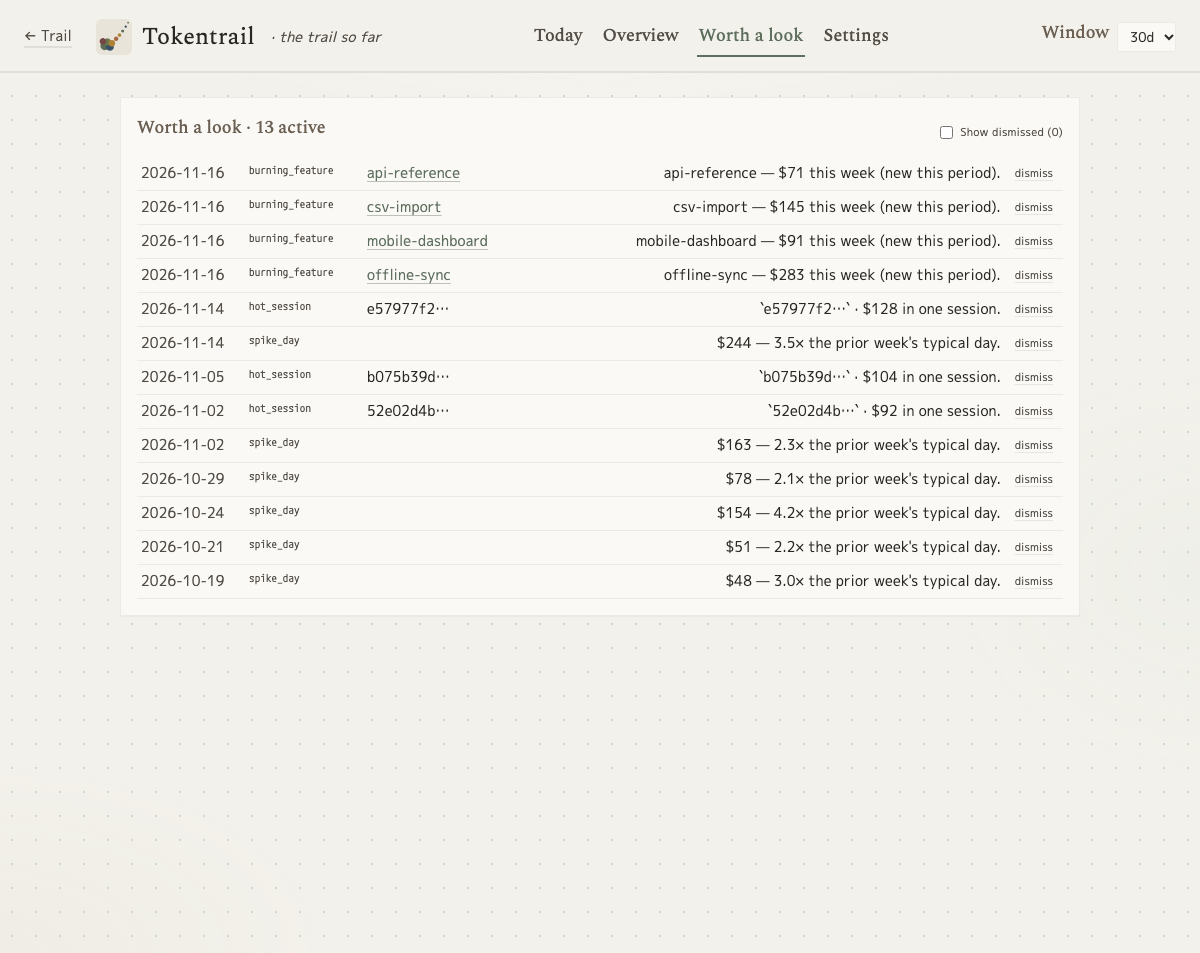 ← Trail
Tokentrail · the trail so far
Today Overview Worth a look Settings
Window 30d
Worth a look · 13 active
Show dismissed (0)
2026-11-16 burning_feature api-reference api-reference — $71 this week (new this period). dismiss
2026-11-16 burning_feature csv-import csv-import — $145 this week (new this period). dismiss
2026-11-16 burning_feature mobile-dashboard mobile-dashboard — $91 this week (new this period). dismiss
2026-11-16 burning_feature offline-sync offline-sync — $283 this week (new this period). dismiss
2026-11-14 hot_session e57977f2… `e57977f2…` · $128 in one session. dismiss
2026-11-14 spike_day $244 — 3.5× the prior week's typical day. dismiss
2026-11-05 hot_session b075b39d… `b075b39d…` · $104 in one session. dismiss
2026-11-02 hot_session 52e02d4b… `52e02d4b…` · $92 in one session. dismiss
2026-11-02 spike_day $163 — 2.3× the prior week's typical day. dismiss
2026-10-29 spike_day $78 — 2.1× the prior week's typical day. dismiss
2026-10-24 spike_day $154 — 4.2× the prior week's typical day. dismiss
2026-10-21 spike_day $51 — 2.2× the prior week's typical day. dismiss
2026-10-19 spike_day $48 — 3.0× the prior week's typical day. dismiss